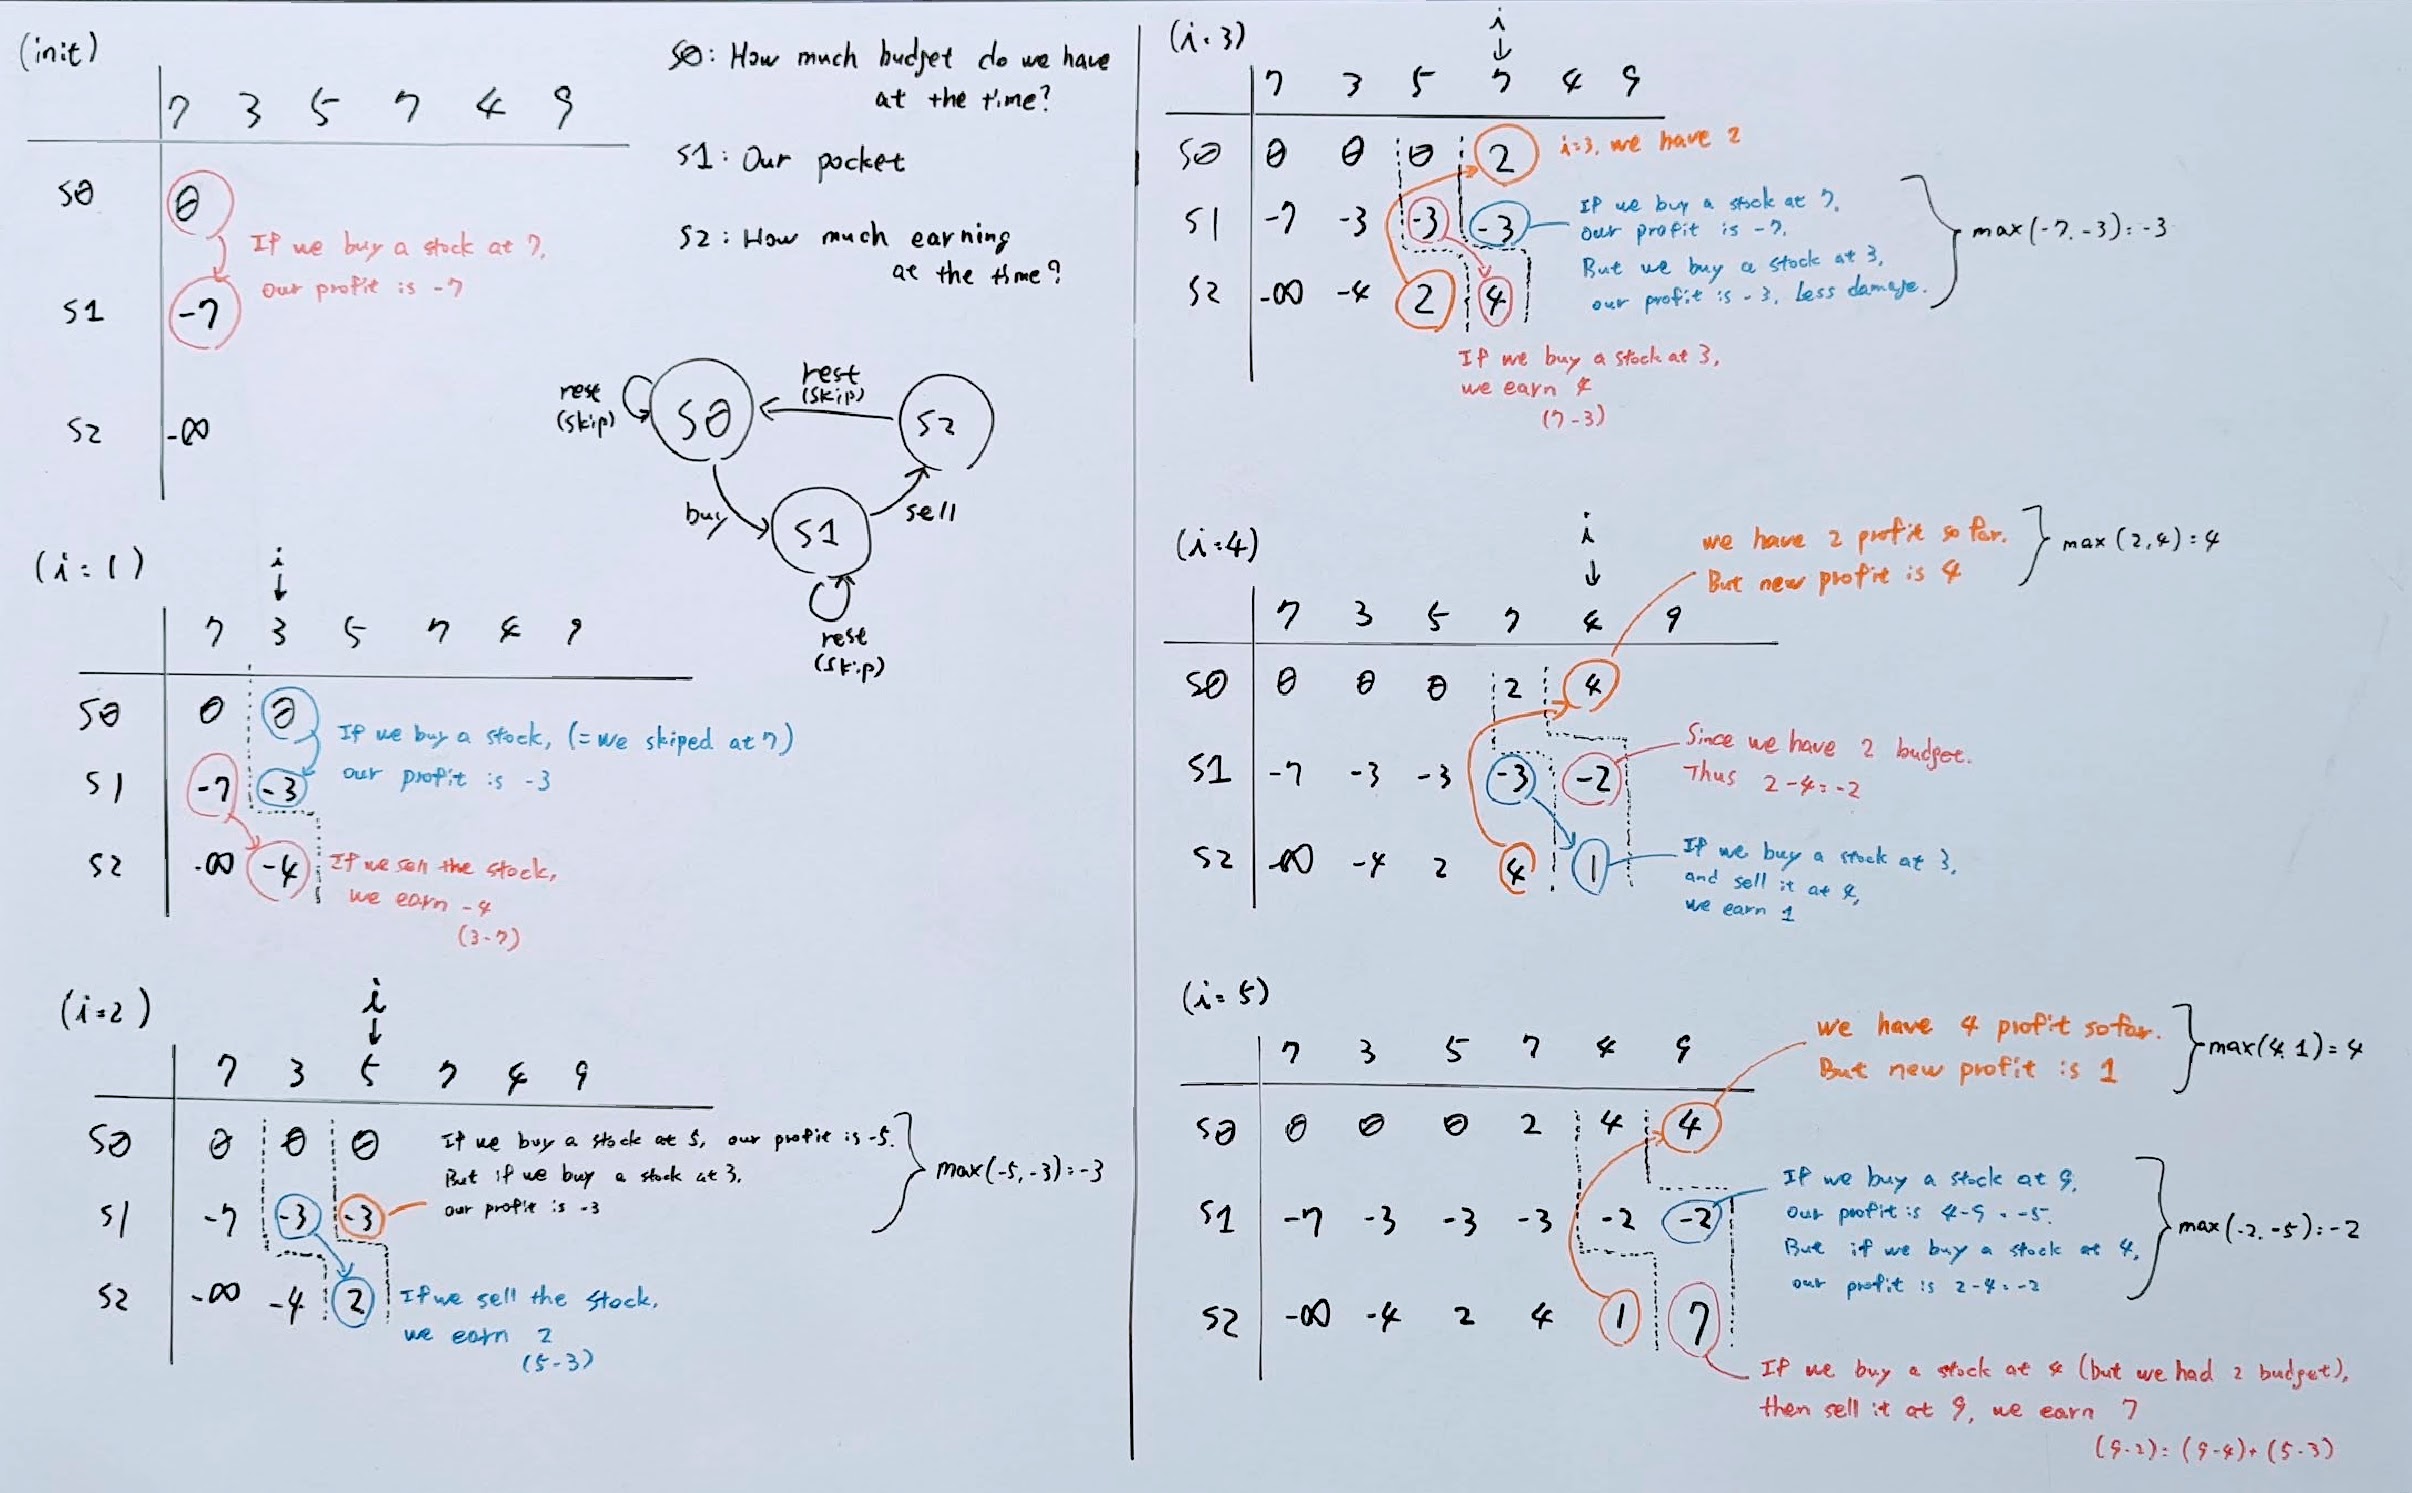 (init)
7 3 5 7 4 9
S0 0
If we buy a stock at 7,
our profit is -7
S1 -7
S2 -∞
S0: How much budget do we have
at the time?
S1: Our pocket
S2: How much earning
at the time?
rest
(skip)
S0
rest
(skip)
S2
buy
S1
sell
rest
(skip)
(i=1)
i
↓
7 3 5 7 4 9
S0 0 0
If we buy a stock, (= we skiped at 7)
our profit is -3
S1 -7 -3
S2 -∞ -4
If we sell the stock,
we earn -4
(3-7)
(i=2)
i
↓
7 3 5 7 4 9
S0 0 0 0
If we buy a stock at 5, our profit is -5.
But if we buy a stock at 3,
our profit is -3
max(-5, -3) = -3
S1 -7 -3 -3
S2 -∞ -4 2
If we sell the stock,
we earn 2
(5-3)
(i=3)
i
↓
7 3 5 7 4 9
S0 0 0 0 2
i=3, we have 2
S1 -7 -3 -3 -3
If we buy a stock at 7,
our profit is -7.
But we buy a stock at 3,
our profit is -3. Less damage.
max(-7, -3) = -3
S2 -∞ -4 2 4
If we buy a stock at 3,
we earn 4
(7-3)
(i=4)
i
↓
we have 2 profit so far.
But new profit is 4
max(2,4) = 4
7 3 5 7 4 9
S0 0 0 0 2 4
S1 -7 -3 -3 -3 -2
Since we have 2 budget.
Thus 2-4=-2
S2 -∞ -4 2 4 1
If we buy a stock at 3,
and sell it at 4,
we earn 1
(i=5)
we have 4 profit so far.
But new profit is 1
max(4, 1) = 4
7 3 5 7 4 9
S0 0 0 0 2 4 4
S1 -7 -3 -3 -3 -2 -2
If we buy a stock at 9,
our profit is 4-9 = -5.
But if we buy a stock at 4,
our profit is 2-4=-2
max(-2, -5) = -2
S2 -∞ -4 2 4 1 7
If we buy a stock at 4 (but we had 2 budget),
then sell it at 9, we earn 7
(9-2) = (9-4)+(5-3)